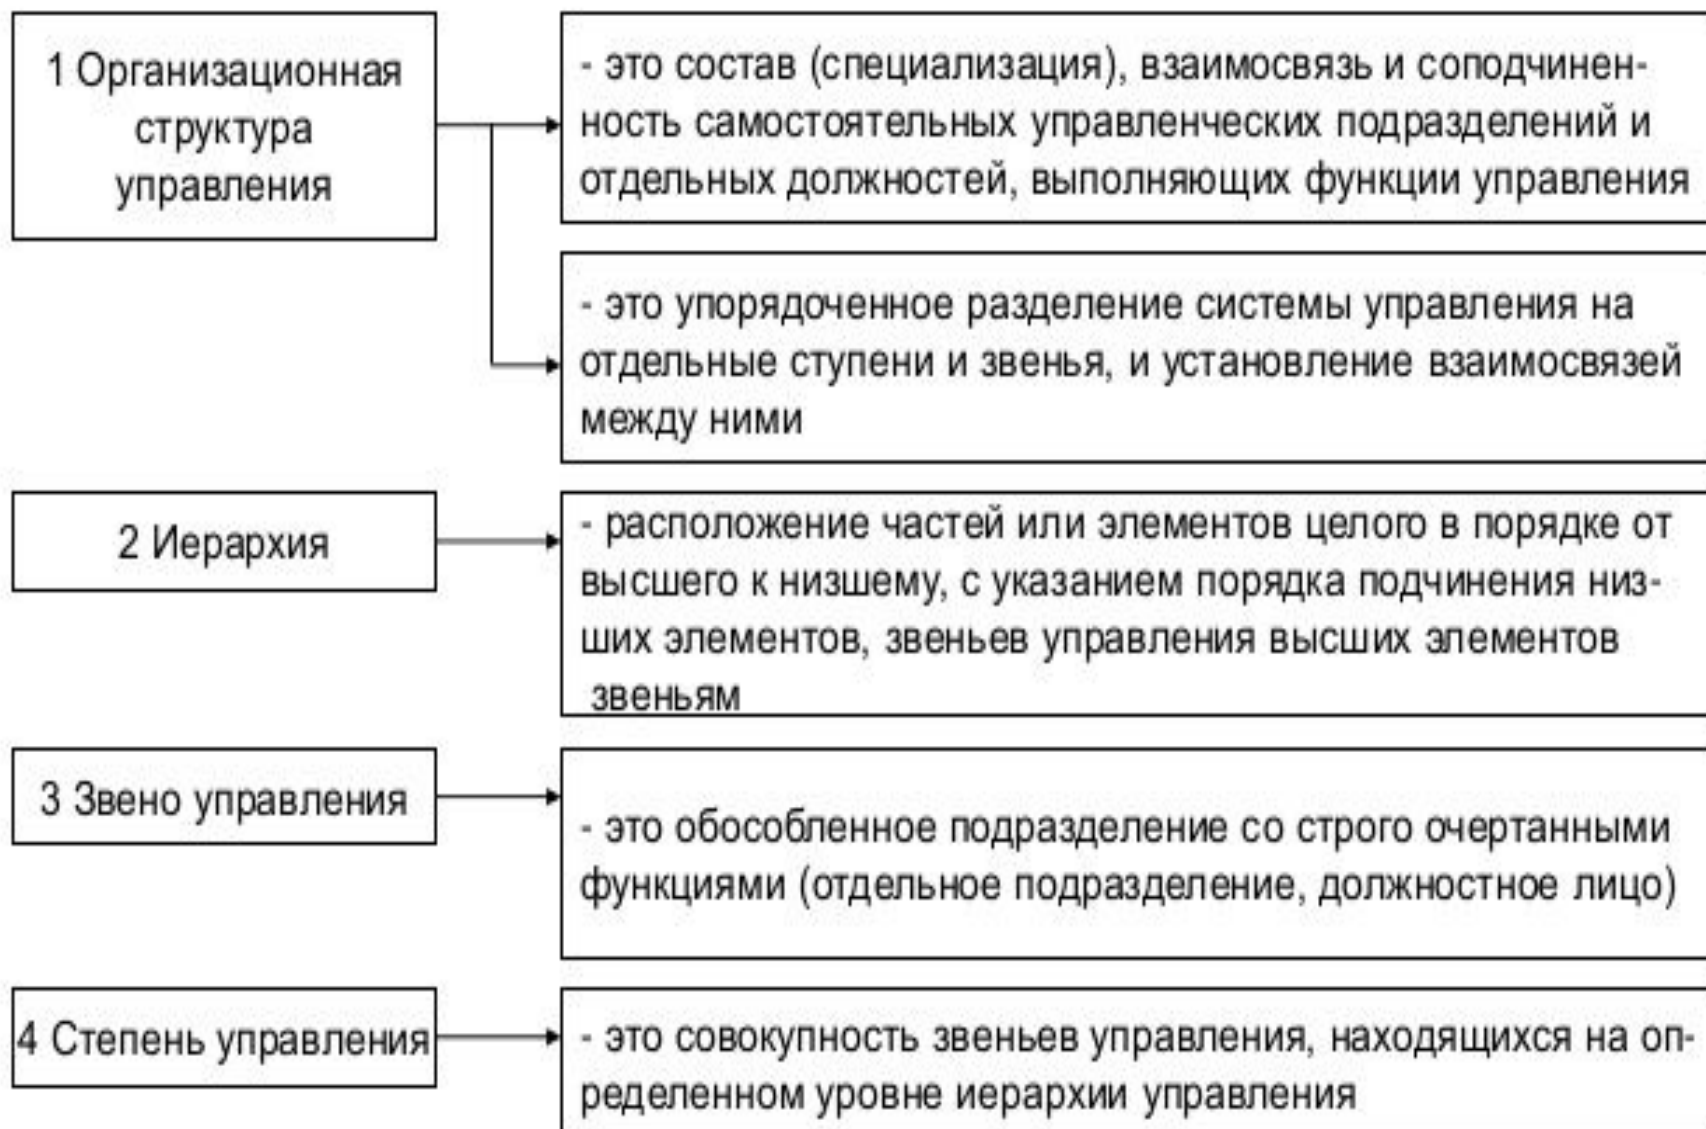 1 Организационная
структура
управления
- это состав (специализация), взаимосвязь и соподчинен-
ность самостоятельных управленческих подразделений и
отдельных должностей, выполняющих функции управления
- это упорядоченное разделение системы управления на
отдельные ступени и звенья, и установление взаимосвязей
между ними
2 Иерархия
- расположение частей или элементов целого в порядке от
высшего к низшему, с указанием порядка подчинения низ-
ших элементов, звеньев управления высших элементов
звеньям
3 Звено управления
- это обособленное подразделение со строго очертанными
функциями (отдельное подразделение, должностное лицо)
4 Степень управления
- это совокупность звеньев управления, находящихся на оп-
ределенном уровне иерархии управления